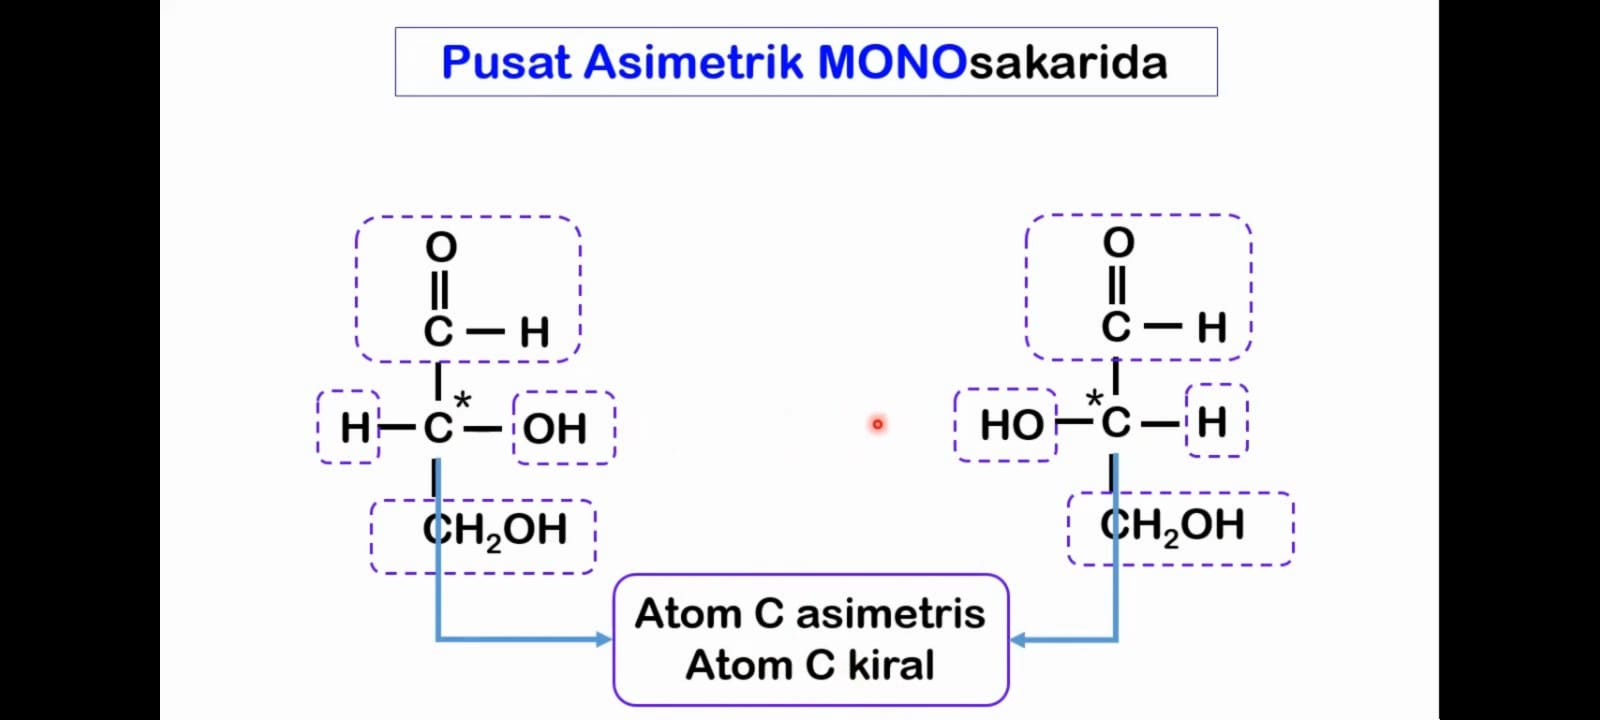 Pusat Asimetrik MONOsakarida
O
||
C — H
|
H—C* — OH
|
CH₂OH
O
||
C — H
|
HO—*C — H
|
CH₂OH
Atom C asimetris
Atom C kiral